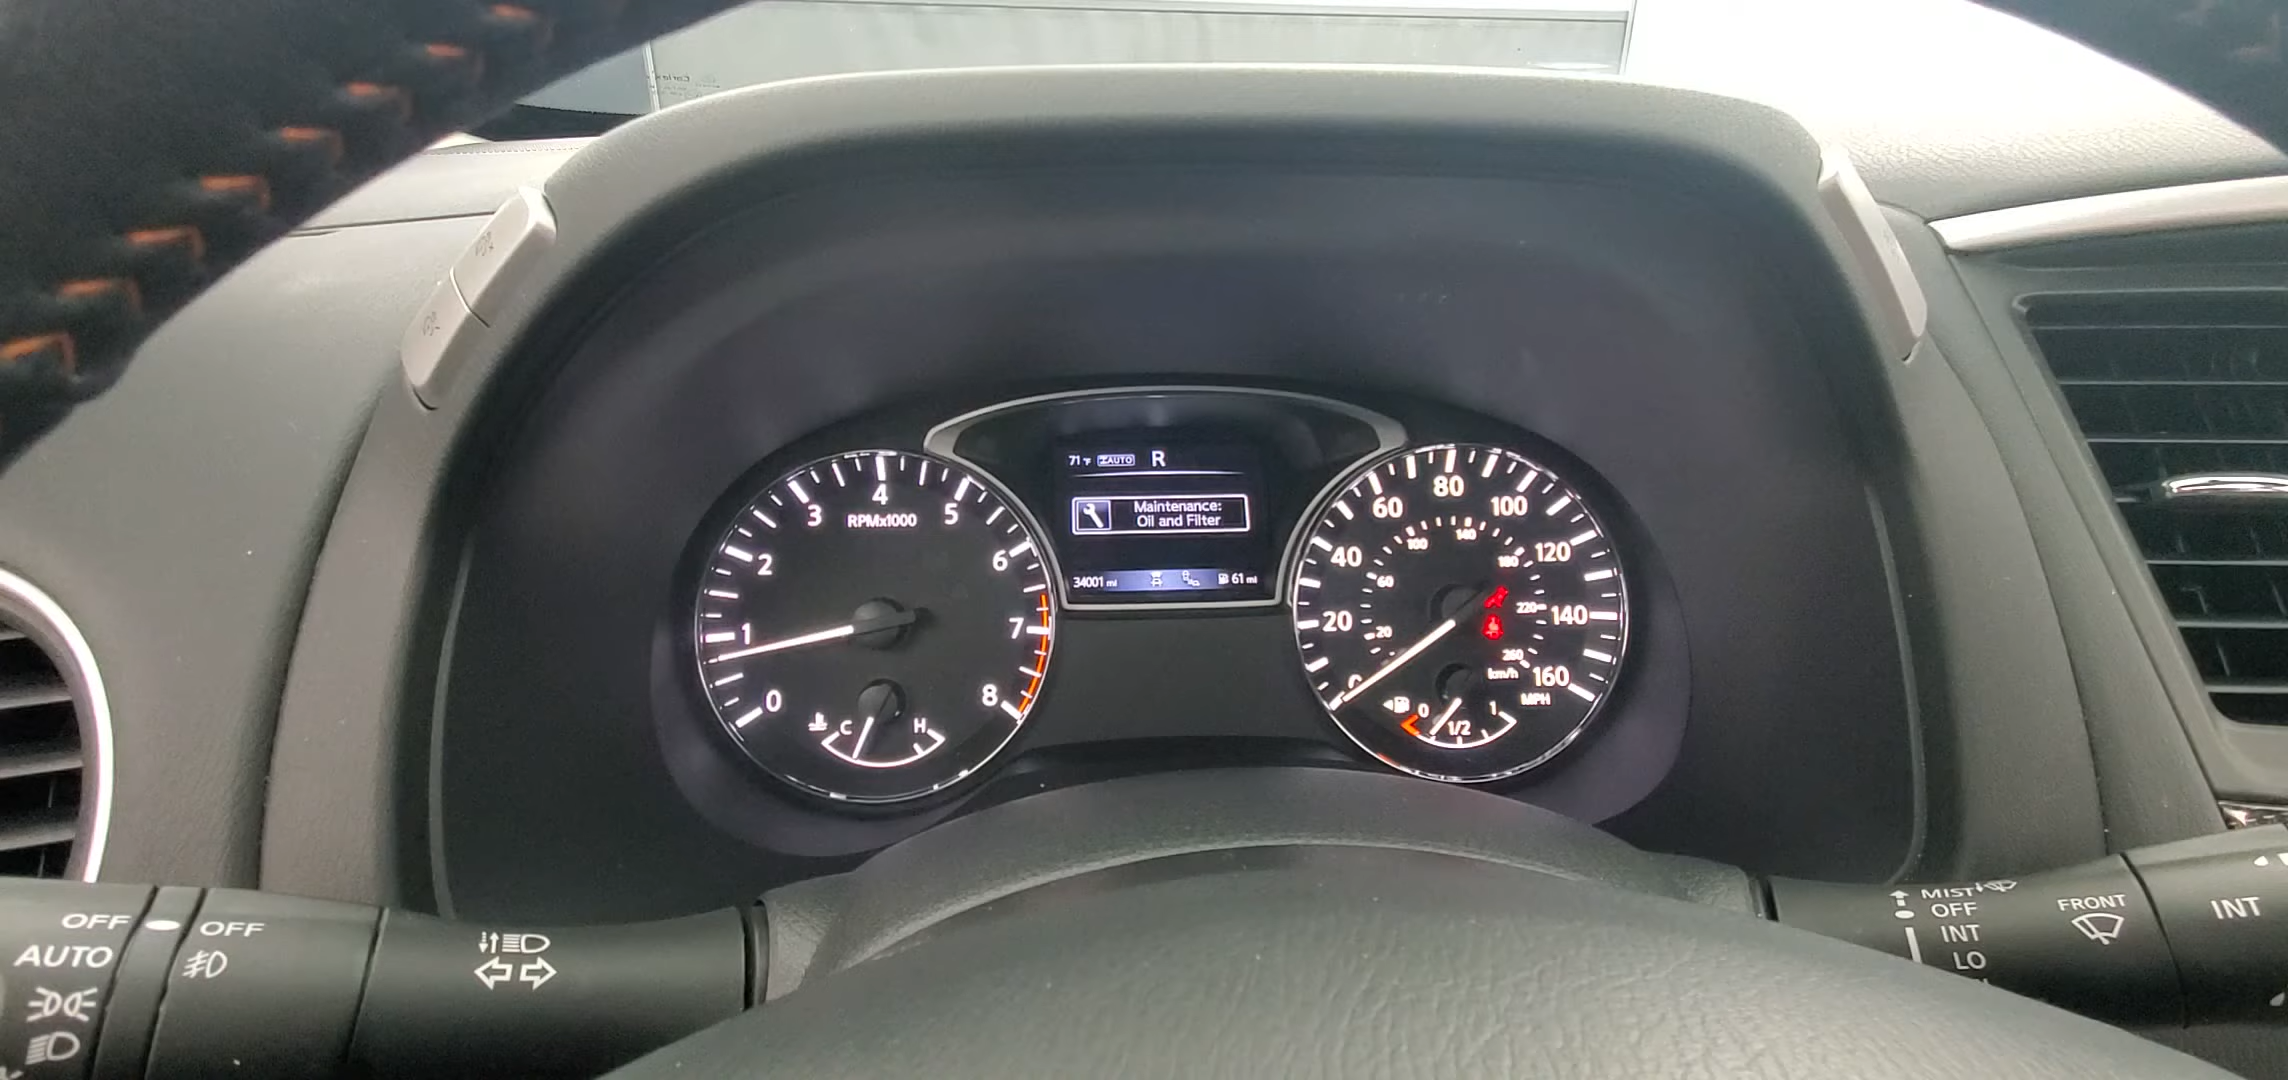 71°F AUTO R
Maintenance:
Oil and Filter
34001 mi
61 mi
0
1
2
3
4
5
6
7
8
RPMx1000
C
H
0
20
40
60
80
100
120
140
160
MPH
20
60
100
140
180
220
260
km/h
0
1/2
1
OFF
AUTO
OFF
MIST
OFF
INT
LO
FRONT
INT